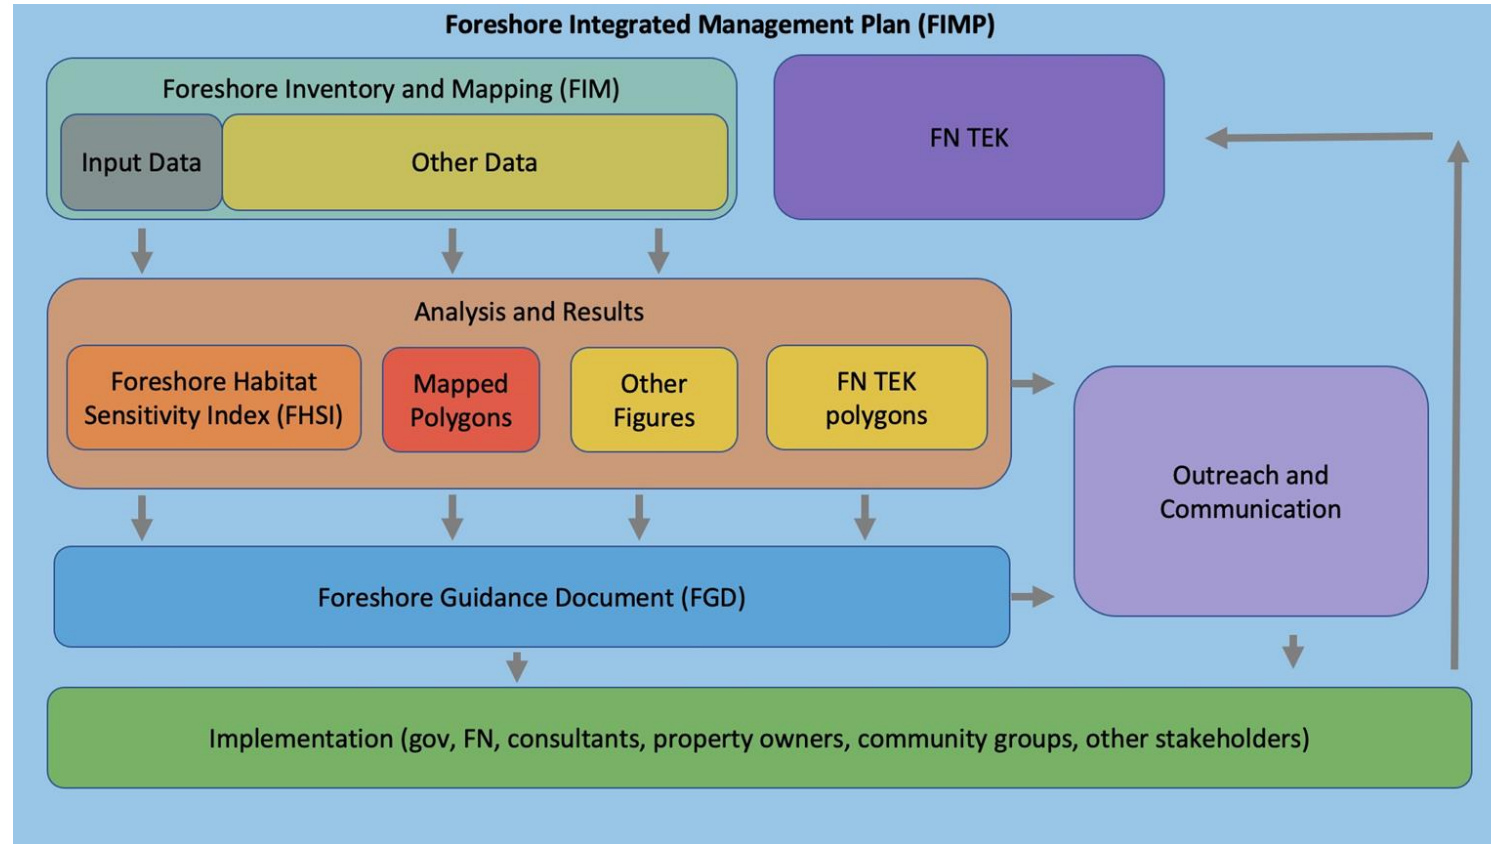 Foreshore Integrated Management Plan (FIMP)
Foreshore Inventory and Mapping (FIM)
Input Data
Other Data
FN TEK
Analysis and Results
Foreshore Habitat
Sensitivity Index (FHSI)
Mapped
Polygons
Other
Figures
FN TEK
polygons
Outreach and
Communication
Foreshore Guidance Document (FGD)
Implementation (gov, FN, consultants, property owners, community groups, other stakeholders)